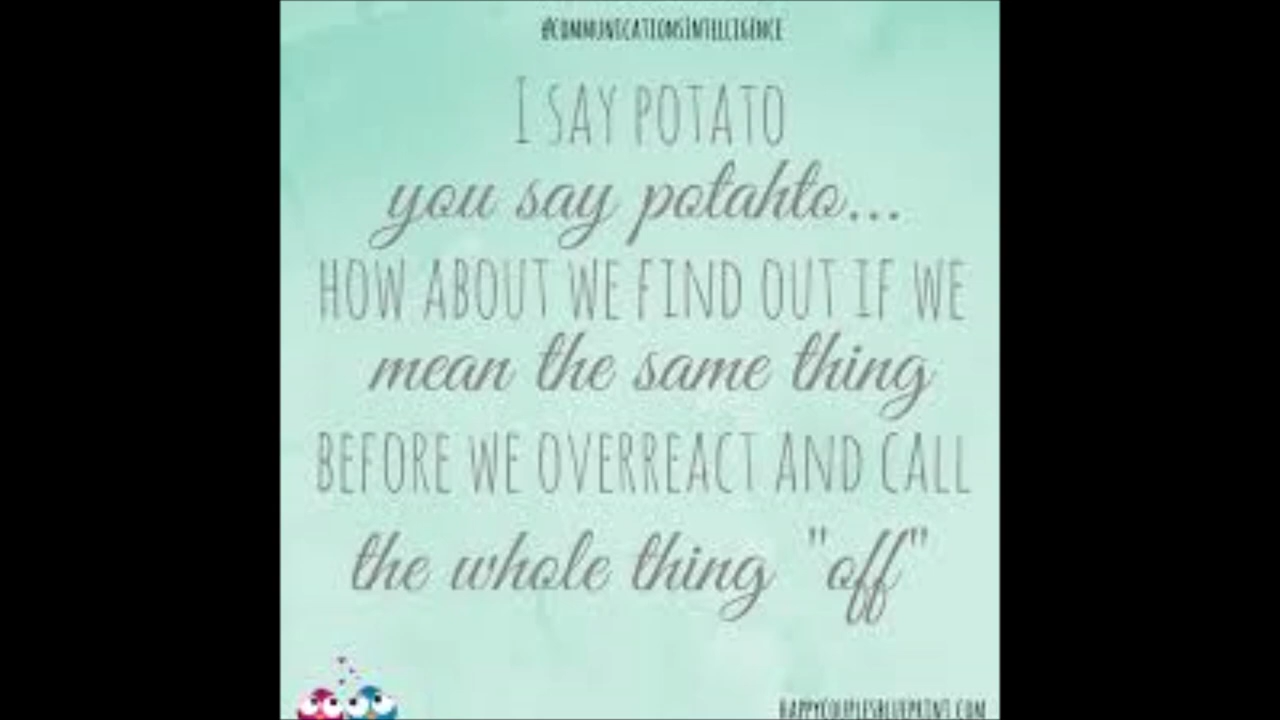 #COMMUNICATIONSINTELLIGENCE
I SAY POTATO
you say potahto...
HOW ABOUT WE FIND OUT IF WE
mean the same thing
BEFORE WE OVERREACT AND CALL
the whole thing "off"
HAPPYCOUPLESBLUEPRINT.COM